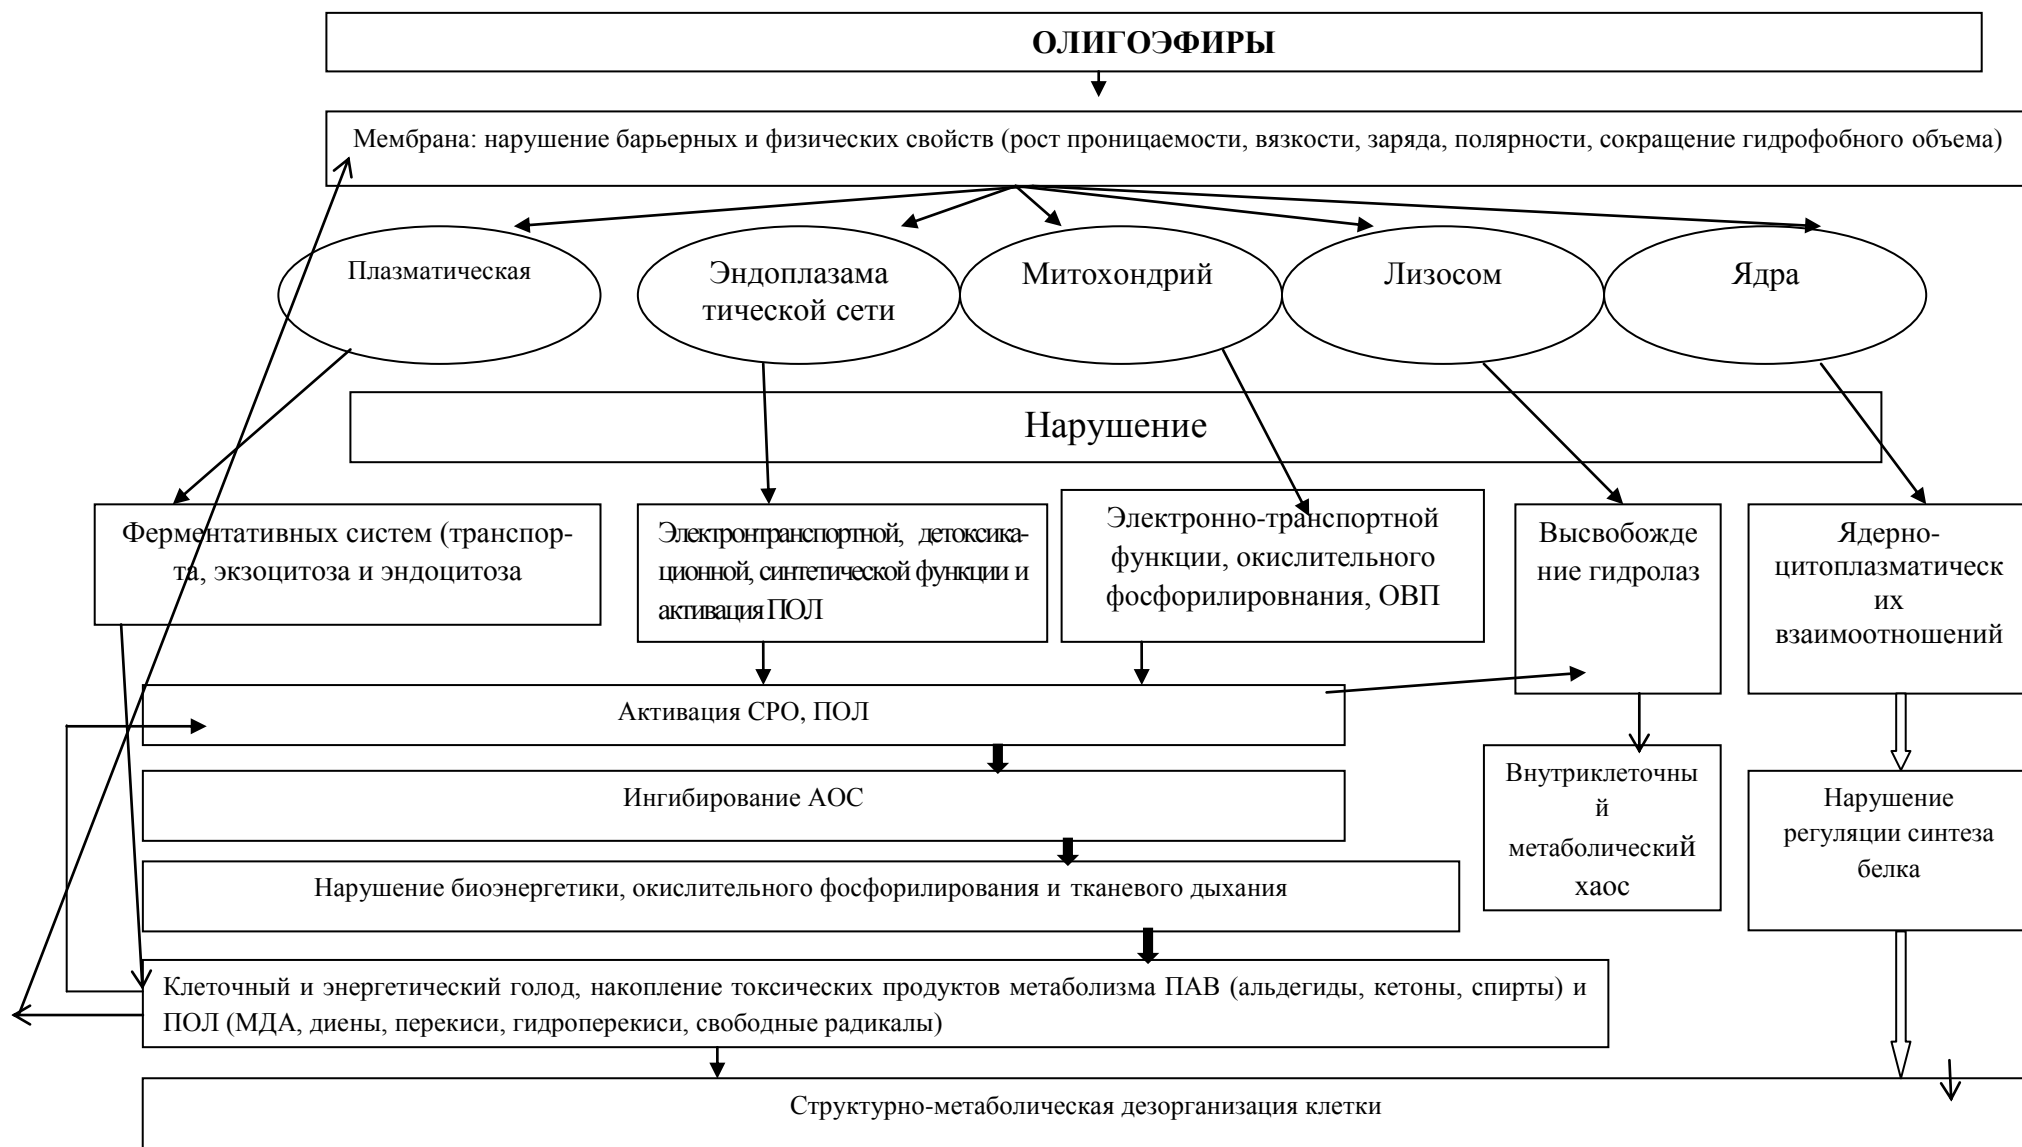 ОЛИГОЭФИРЫ
Мембрана: нарушение барьерных и физических свойств (рост проницаемости, вязкости, заряда, полярности, сокращение гидрофобного объема)
Плазматическая
Эндоплазама
тической сети
Митохондрий
Лизосом
Ядра
Нарушение
Ферментативных систем (транспор-
та, экзоцитоза и эндоцитоза
Электронтранспортной, детоксика-
ционной, синтетической функции и
активация ПОЛ
Электронно-транспортной
функции, окислительного
фосфорилировнания, ОВП
Высвобожде
ние гидролаз
Ядерно-
цитоплазматическ
их
взаимоотношений
Активация СРО, ПОЛ
Ингибирование АОС
Внутриклеточны
й
метаболический
хаос
Нарушение
регуляции синтеза
белка
Нарушение биоэнергетики, окислительного фосфорилирования и тканевого дыхания
Клеточный и энергетический голод, накопление токсических продуктов метаболизма ПАВ (альдегиды, кетоны, спирты) и
ПОЛ (МДА, диены, перекиси, гидроперекиси, свободные радикалы)
Структурно-метаболическая дезорганизация клетки